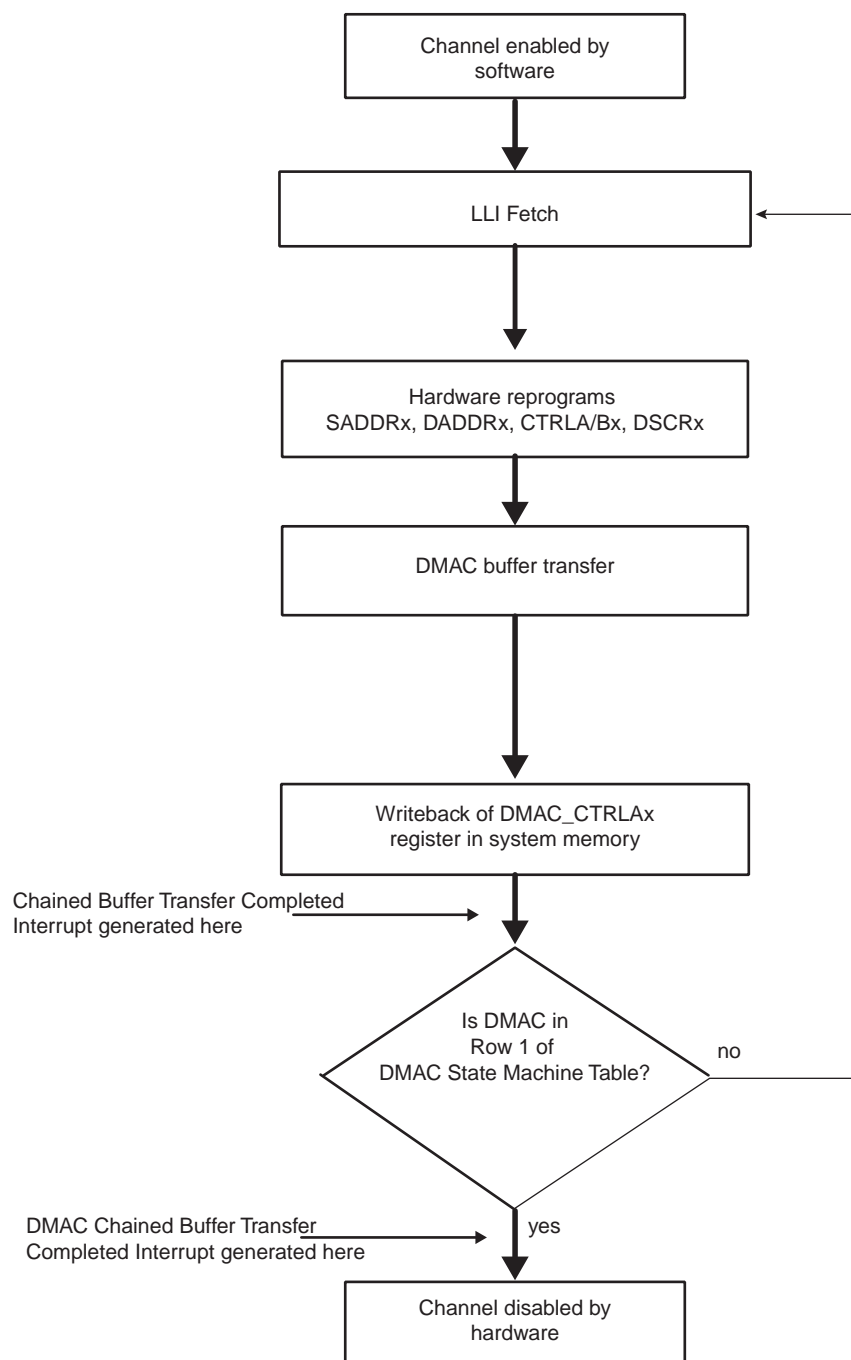 Channel enabled by
software
LLI Fetch
Hardware reprograms
SADDRx, DADDRx, CTRLA/Bx, DSCRx
DMAC buffer transfer
Writeback of DMAC_CTRLAx
register in system memory
Chained Buffer Transfer Completed
Interrupt generated here
Is DMAC in
Row 1 of
DMAC State Machine Table?
no
DMAC Chained Buffer Transfer
Completed Interrupt generated here
yes
Channel disabled by
hardware